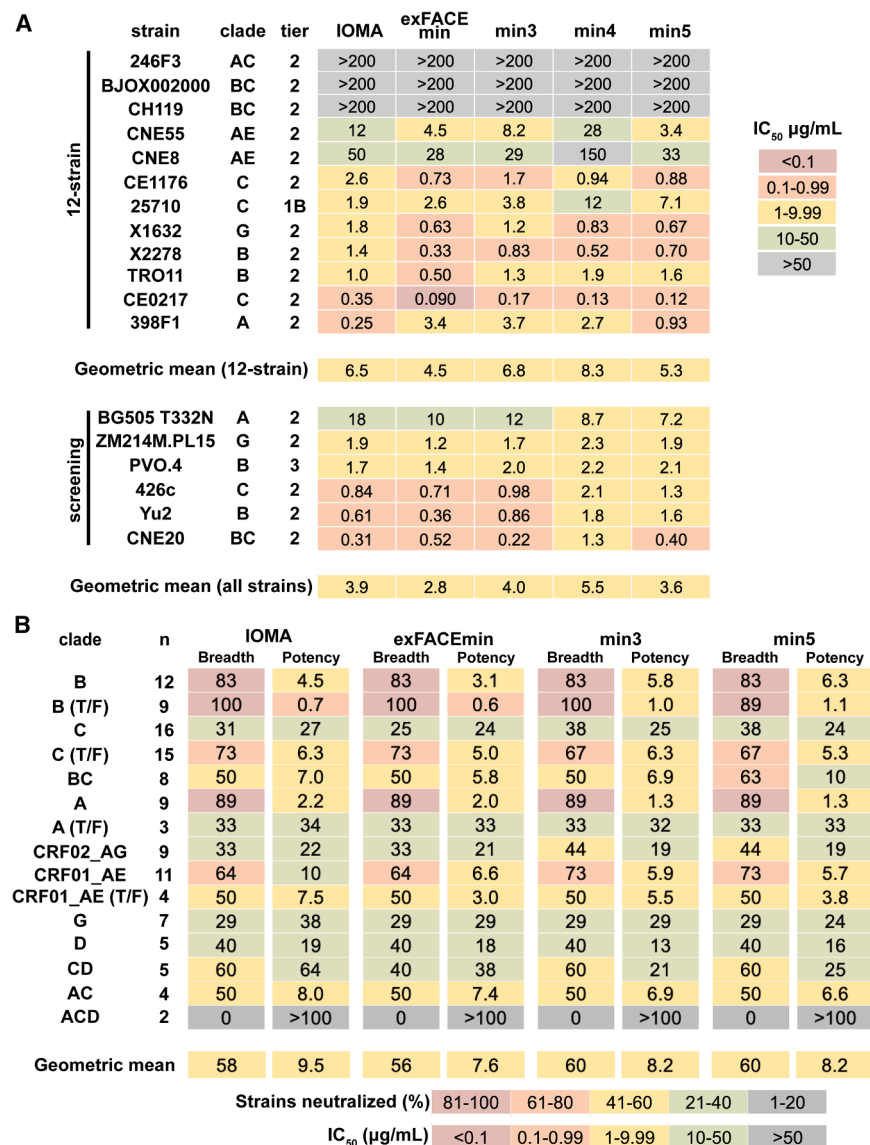 A
strain clade tier IOMA exFACE min min3 min4 min5
12-strain
246F3 AC 2 >200 >200 >200 >200 >200
BJOX002000 BC 2 >200 >200 >200 >200 >200
CH119 BC 2 >200 >200 >200 >200 >200
CNE55 AE 2 12 4.5 8.2 28 3.4
CNE8 AE 2 50 28 29 150 33
CE1176 C 2 2.6 0.73 1.7 0.94 0.88
25710 C 1B 1.9 2.6 3.8 12 7.1
X1632 G 2 1.8 0.63 1.2 0.83 0.67
X2278 B 2 1.4 0.33 0.83 0.52 0.70
TRO11 B 2 1.0 0.50 1.3 1.9 1.6
CE0217 C 2 0.35 0.090 0.17 0.13 0.12
398F1 A 2 0.25 3.4 3.7 2.7 0.93
Geometric mean (12-strain) 6.5 4.5 6.8 8.3 5.3
screening
BG505 T332N A 2 18 10 12 8.7 7.2
ZM214M.PL15 G 2 1.9 1.2 1.7 2.3 1.9
PVO.4 B 3 1.7 1.4 2.0 2.2 2.1
426c C 2 0.84 0.71 0.98 2.1 1.3
Yu2 B 2 0.61 0.36 0.86 1.8 1.6
CNE20 BC 2 0.31 0.52 0.22 1.3 0.40
Geometric mean (all strains) 3.9 2.8 4.0 5.5 3.6
IC50 µg/mL
<0.1
0.1-0.99
1-9.99
10-50
>50
B
clade n IOMA exFACEmin min3 min5
Breadth Potency Breadth Potency Breadth Potency Breadth Potency
B 12 83 4.5 83 3.1 83 5.8 83 6.3
B (T/F) 9 100 0.7 100 0.6 100 1.0 89 1.1
C 16 31 27 25 24 38 25 38 24
C (T/F) 15 73 6.3 73 5.0 67 6.3 67 5.3
BC 8 50 7.0 50 5.8 50 6.9 63 10
A 9 89 2.2 89 2.0 89 1.3 89 1.3
A (T/F) 3 33 34 33 33 33 32 33 33
CRF02_AG 9 33 22 33 21 44 19 44 19
CRF01_AE 11 64 10 64 6.6 73 5.9 73 5.7
CRF01_AE (T/F) 4 50 7.5 50 3.0 50 5.5 50 3.8
G 7 29 38 29 29 29 29 29 24
D 5 40 19 40 18 40 13 40 16
CD 5 60 64 40 38 60 21 60 25
AC 4 50 8.0 50 7.4 50 6.9 50 6.6
ACD 2 0 >100 0 >100 0 >100 0 >100
Geometric mean 58 9.5 56 7.6 60 8.2 60 8.2
Strains neutralized (%) 81-100 61-80 41-60 21-40 1-20
IC50 (µg/mL) <0.1 0.1-0.99 1-9.99 10-50 >50